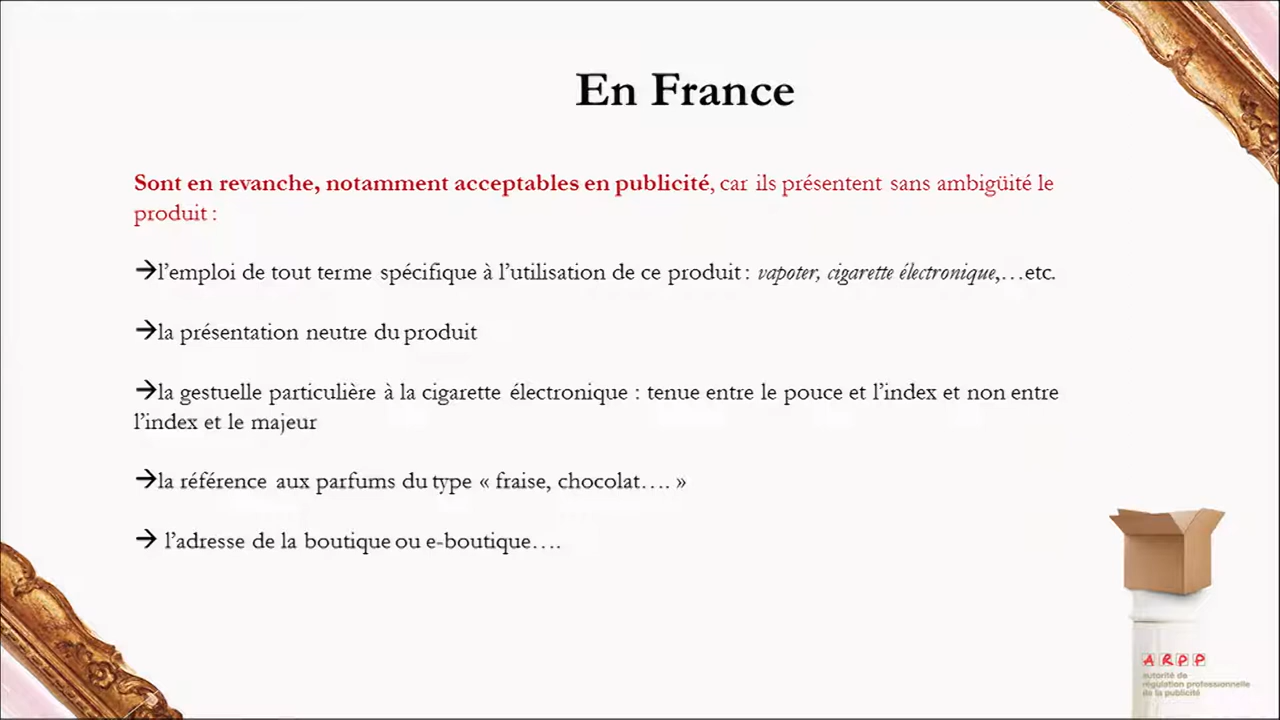 En France
Sont en revanche, notamment acceptables en publicité, car ils présentent sans ambigüité le
produit :
→l'emploi de tout terme spécifique à l'utilisation de ce produit : vapoter, cigarette électronique,…etc.
→la présentation neutre du produit
→la gestuelle particulière à la cigarette électronique : tenue entre le pouce et l'index et non entre
l'index et le majeur
→la référence aux parfums du type « fraise, chocolat…. »
→ l'adresse de la boutique ou e-boutique….
ARPP
autorité de
régulation professionnelle
de la publicité